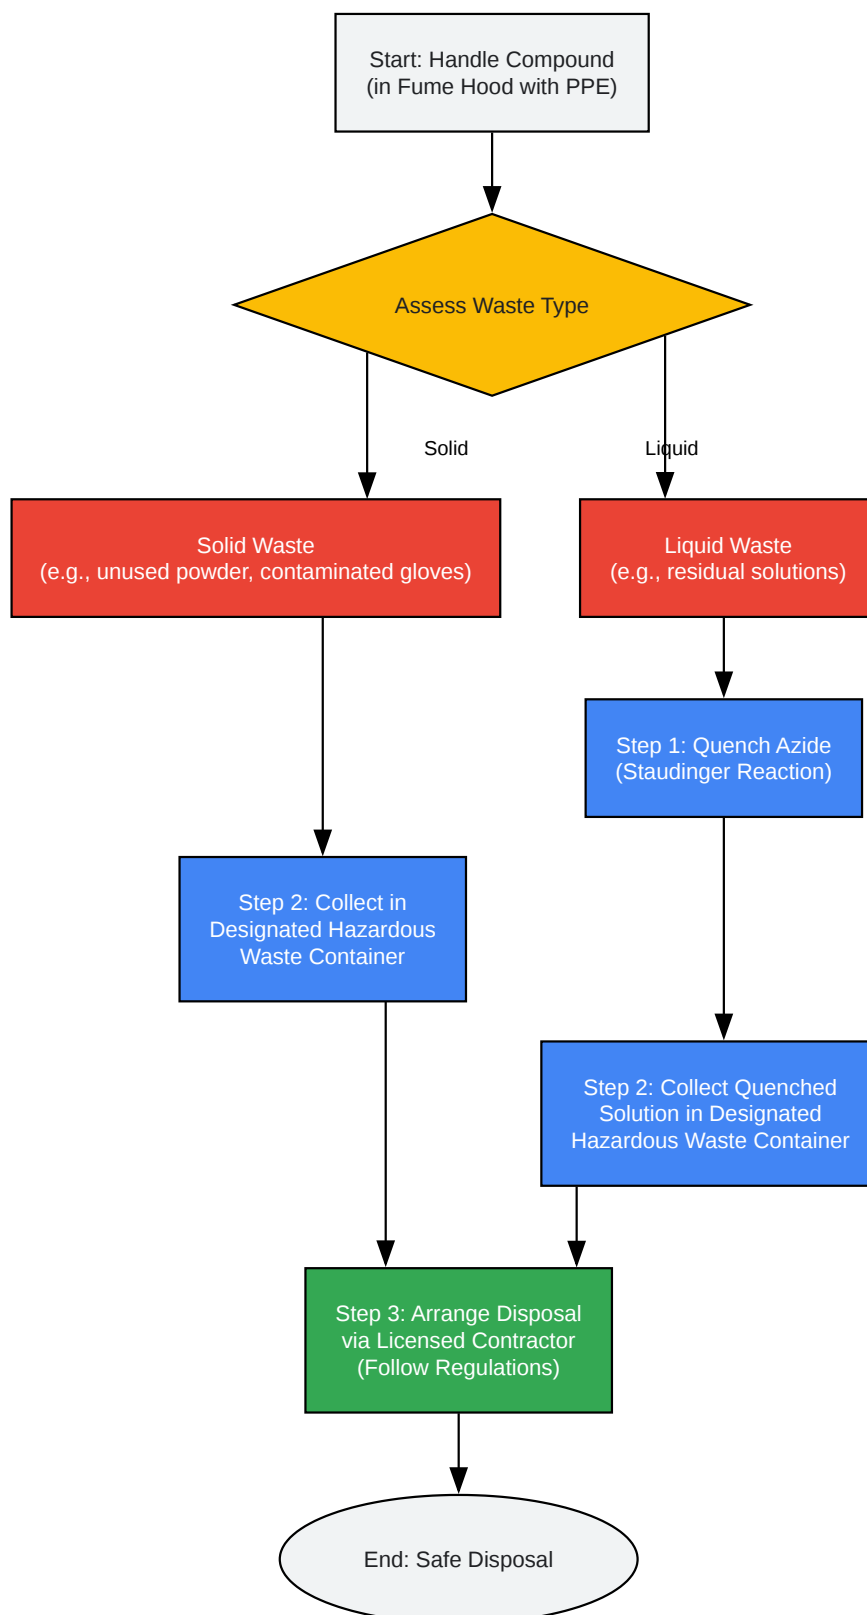 Start: Handle Compound
(in Fume Hood with PPE)
Assess Waste Type
Solid
Liquid
Solid Waste
(e.g., unused powder, contaminated gloves)
Liquid Waste
(e.g., residual solutions)
Step 1: Quench Azide
(Staudinger Reaction)
Step 2: Collect in
Designated Hazardous
Waste Container
Step 2: Collect Quenched
Solution in Designated
Hazardous Waste Container
Step 3: Arrange Disposal
via Licensed Contractor
(Follow Regulations)
End: Safe Disposal